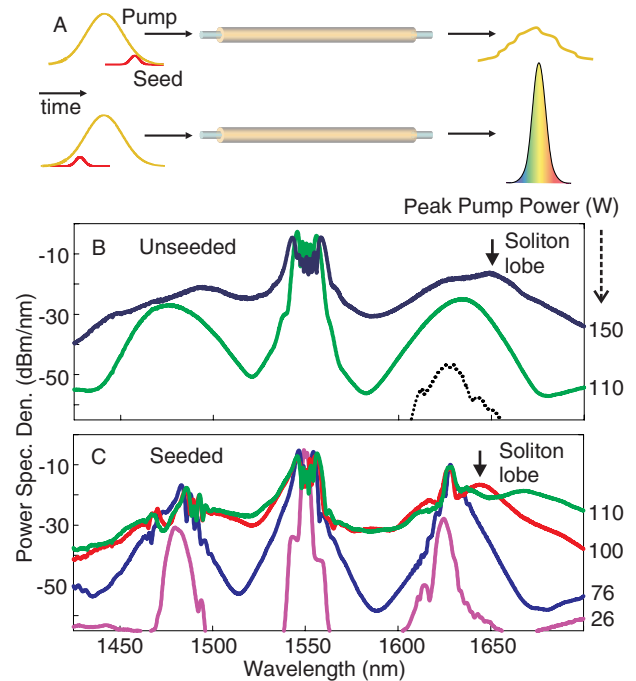 A
Pump
Seed
time
Peak Pump Power (W)
B Unseeded
Soliton
lobe
-10
-30
-50
150
110
C Seeded
Soliton
lobe
-10
-30
-50
110
100
76
26
Power Spec. Den. (dBm/nm)
1450 1500 1550 1600 1650
Wavelength (nm)